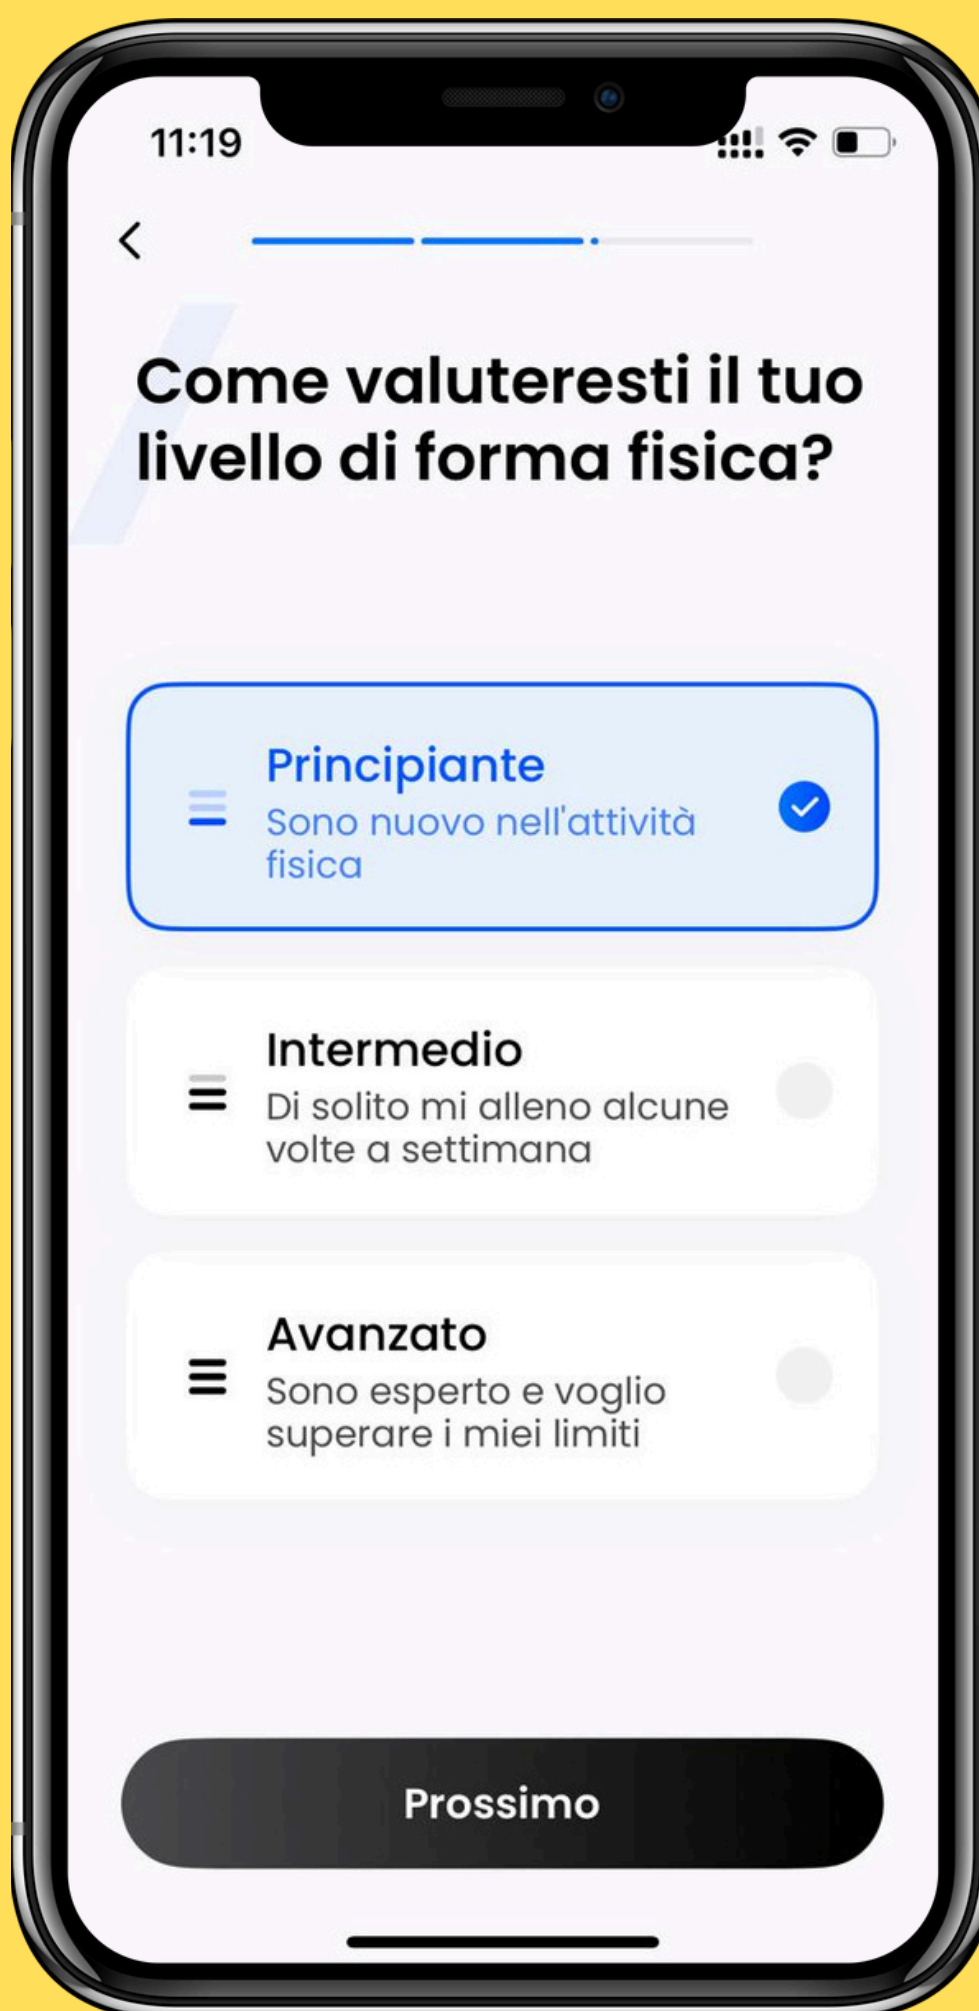 11:19
Come valuteresti il tuo
livello di forma fisica?
Principiante
Sono nuovo nell'attività
fisica
Intermedio
Di solito mi alleno alcune
volte a settimana
Avanzato
Sono esperto e voglio
superare i miei limiti
Prossimo